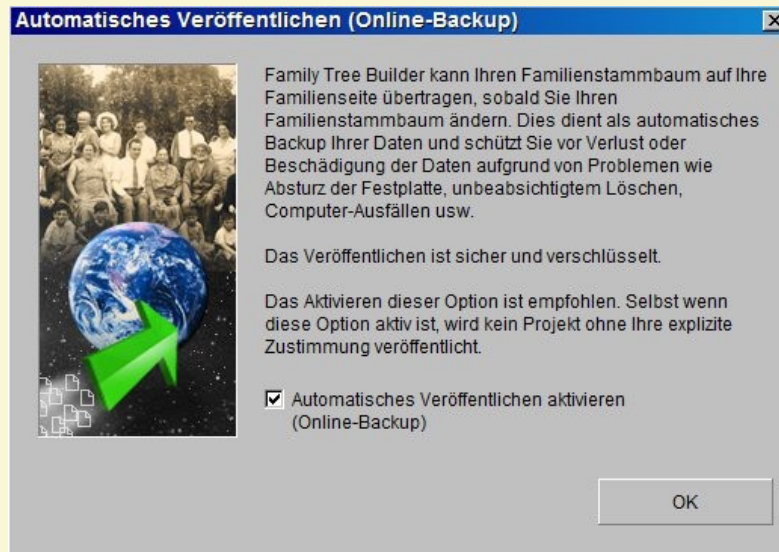 Automatisches Veröffentlichen (Online-Backup)
Family Tree Builder kann Ihren Familienstammbaum auf Ihre
Familienseite übertragen, sobald Sie Ihren
Familienstammbaum ändern. Dies dient als automatisches
Backup Ihrer Daten und schützt Sie vor Verlust oder
Beschädigung der Daten aufgrund von Problemen wie
Absturz der Festplatte, unbeabsichtigtem Löschen,
Computer-Ausfällen usw.
Das Veröffentlichen ist sicher und verschlüsselt.
Das Aktivieren dieser Option ist empfohlen. Selbst wenn
diese Option aktiv ist, wird kein Projekt ohne Ihre explizite
Zustimmung veröffentlicht.
Automatisches Veröffentlichen aktivieren
(Online-Backup)
OK